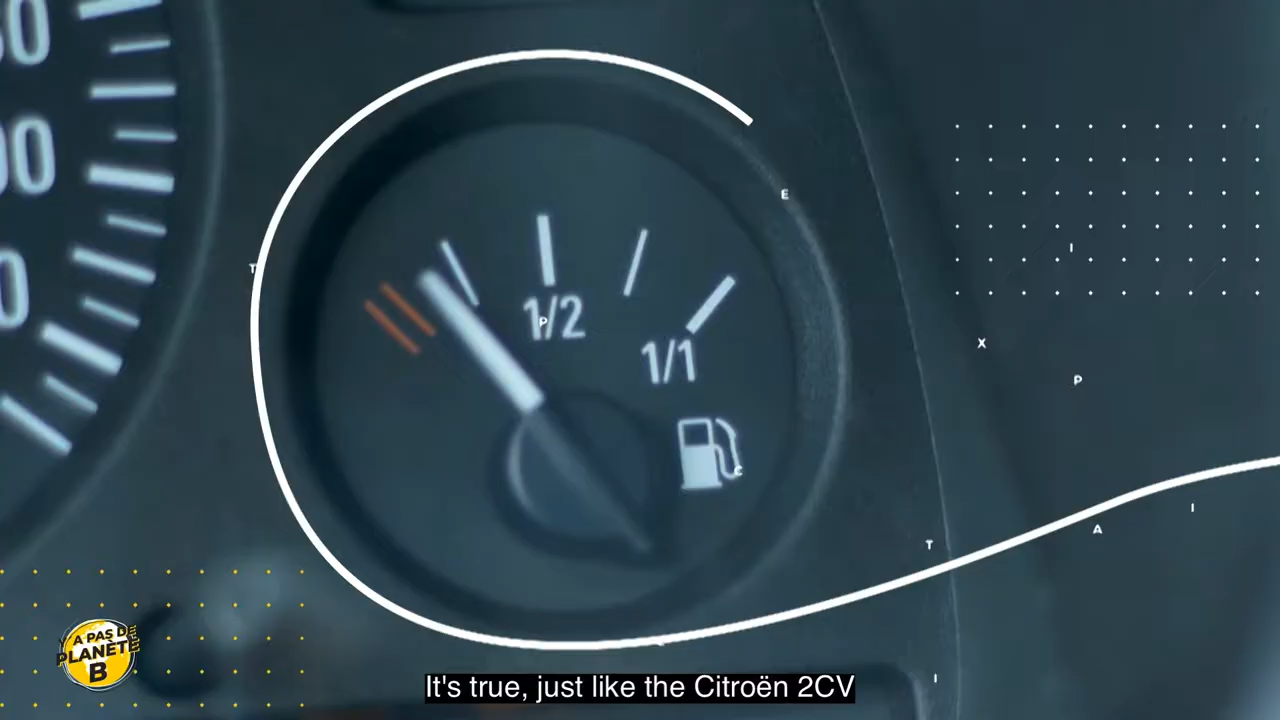 1/2
1/1
T
E
P
I
X
P
C
I
A
T
I
Y A PAS DE
PLANÈTE
B
It's true, just like the Citroën 2CV